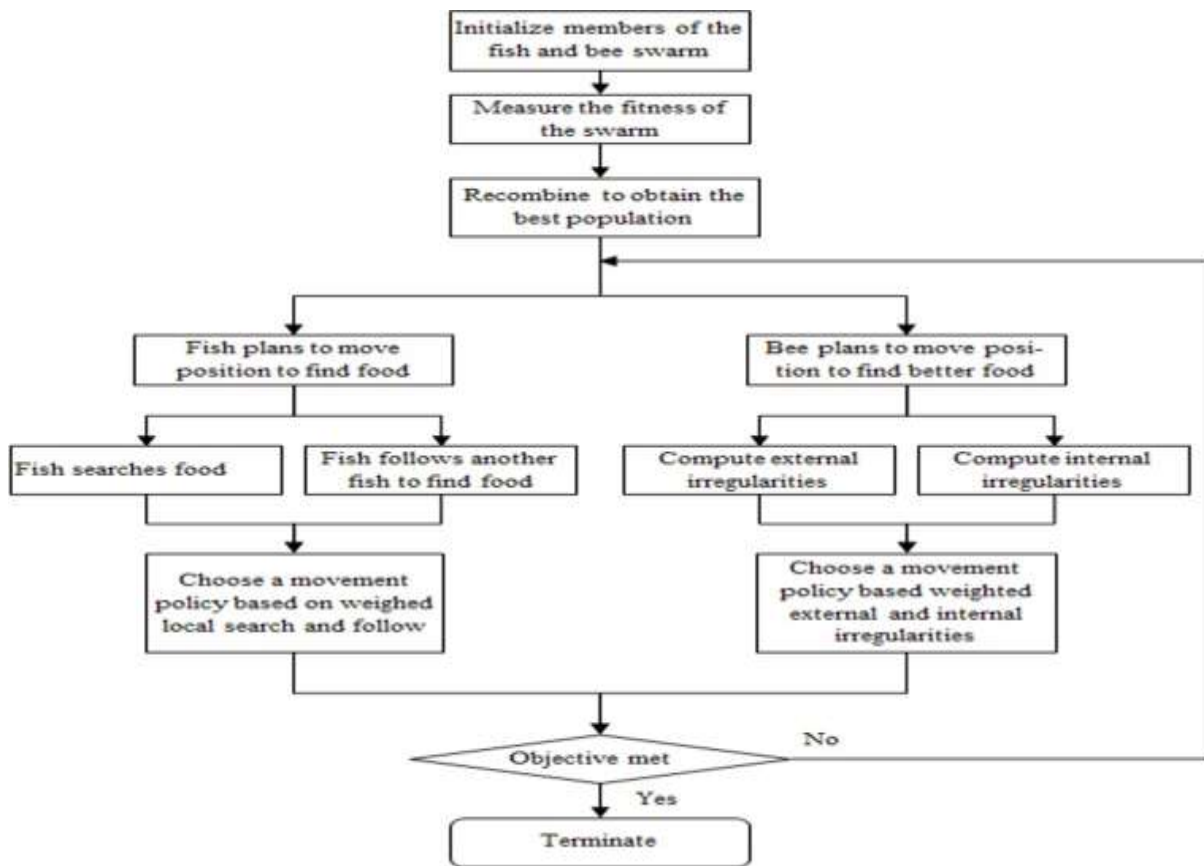 Initialize members of the
fish and bee swarm
Measure the fitness of
the swarm
Recombine to obtain the
best population
Fish plans to move
position to find food
Bee plans to move posi-
tion to find better food
Fish searches food
Fish follows another
fish to find food
Compute external
irregularities
Compute internal
irregularities
Choose a movement
policy based on weighed
local search and follow
Choose a movement
policy based weighted
external and internal
irregularities
Objective met
No
Yes
Terminate